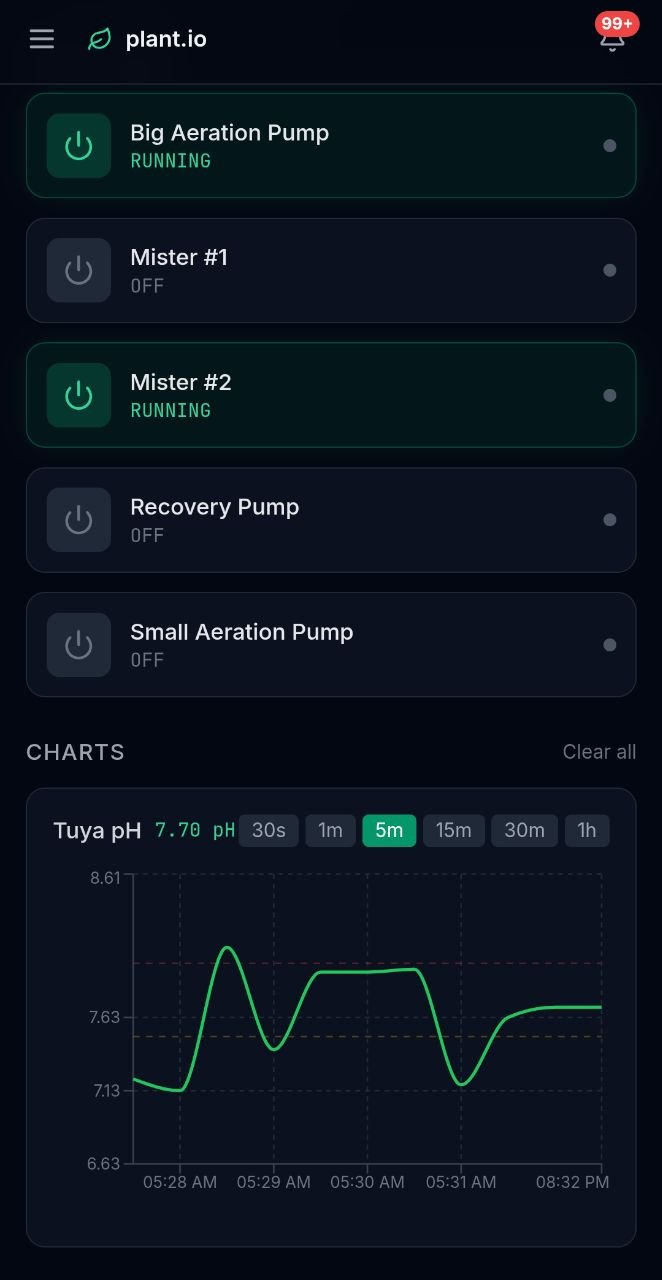 plant.io
99+
Big Aeration Pump
RUNNING
Mister #1
OFF
Mister #2
RUNNING
Recovery Pump
OFF
Small Aeration Pump
OFF
CHARTS
Clear all
Tuya pH 7.70 pH 30s 1m 5m 15m 30m 1h
8.61
7.63
7.13
6.63
05:28 AM 05:29 AM 05:30 AM 05:31 AM 08:32 PM